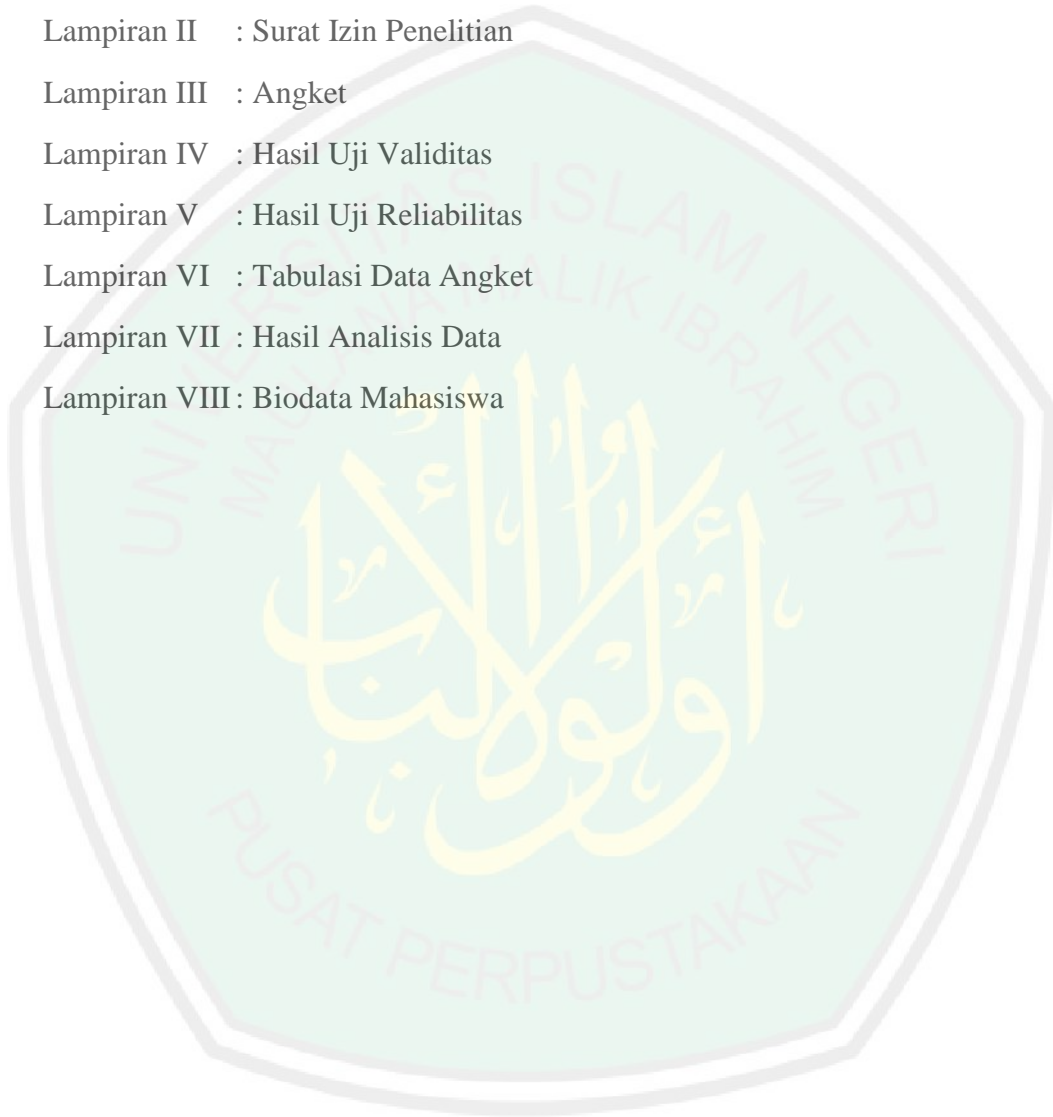 Lampiran II : Surat Izin Penelitian
Lampiran III : Angket
Lampiran IV : Hasil Uji Validitas
Lampiran V : Hasil Uji Reliabilitas
Lampiran VI : Tabulasi Data Angket
Lampiran VII : Hasil Analisis Data
Lampiran VIII : Biodata Mahasiswa
UNIVERSITAS ISLAM NEGERI
MAULANA MALIK IBRAHIM
أولوا الألباب
PUSAT PERPUSTAKAAN